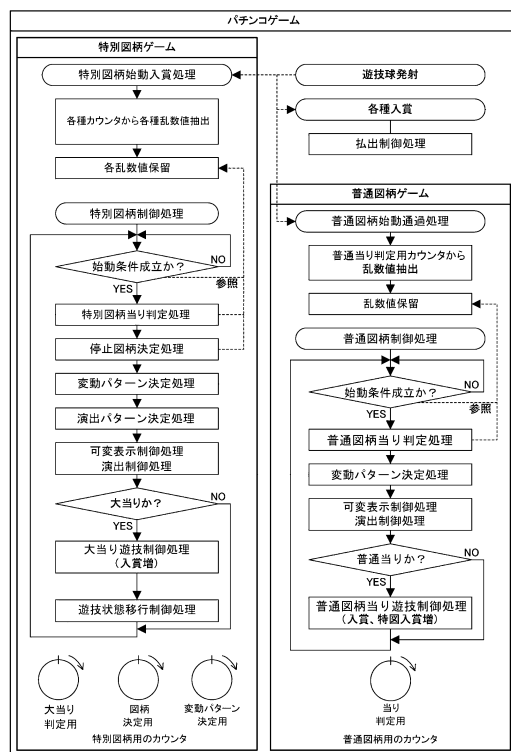 パチンコゲーム
特別図柄ゲーム
特別図柄始動入賞処理
各種カウンタから各種乱数値抽出
各乱数値保留
特別図柄制御処理
始動条件成立か？
NO
YES
参照
特別図柄当り判定処理
停止図柄決定処理
変動パターン決定処理
演出パターン決定処理
可変表示制御処理
演出制御処理
大当りか？
NO
YES
大当り遊技制御処理
(入賞増)
遊技状態移行制御処理
大当り
判定用
図柄
決定用
変動パターン
決定用
特別図柄用のカウンタ
遊技球発射
各種入賞
払出制御処理
普通図柄ゲーム
普通図柄始動通過処理
普通当り判定用カウンタから
乱数値抽出
乱数値保留
普通図柄制御処理
始動条件成立か？
NO
YES
参照
普通図柄当り判定処理
変動パターン決定処理
可変表示制御処理
演出制御処理
普通当りか？
NO
YES
普通図柄当り遊技制御処理
(入賞、特図入賞増)
当り
判定用
普通図柄用のカウンタ